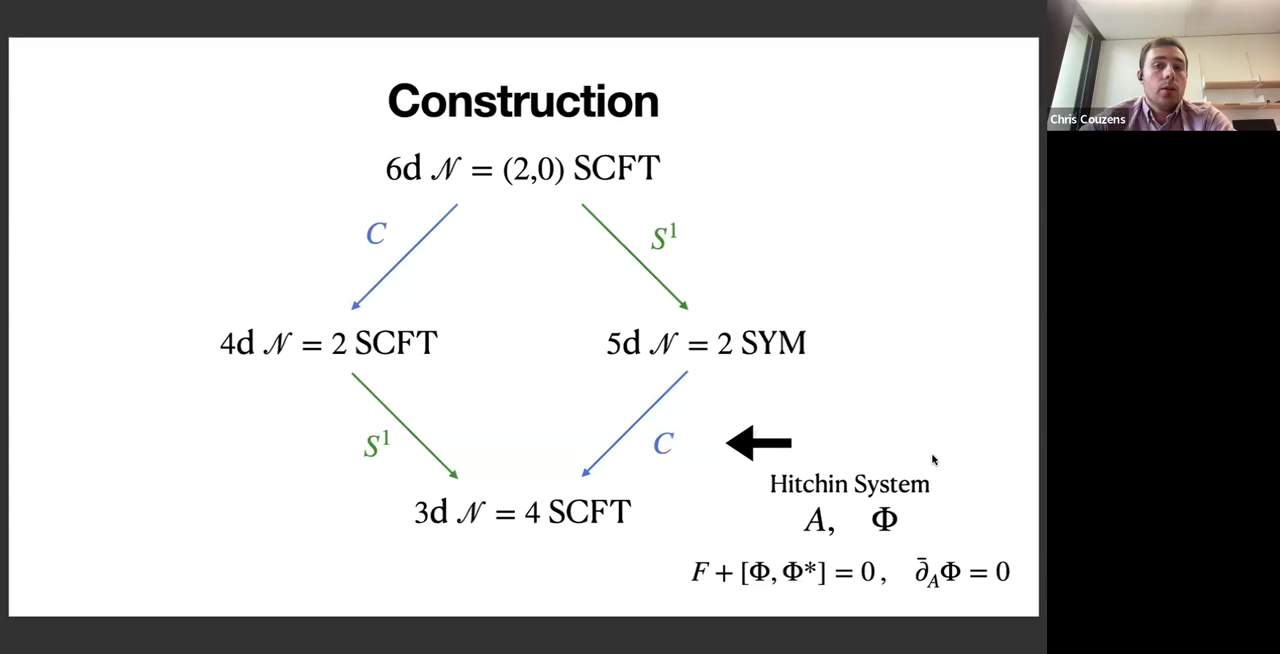 Construction
6d 𝒩 = (2,0) SCFT
C
S¹
4d 𝒩 = 2 SCFT
5d 𝒩 = 2 SYM
S¹
C
3d 𝒩 = 4 SCFT
Hitchin System
A, Φ
F + [Φ, Φ*] = 0 , ∂̄_AΦ = 0
Chris Couzens